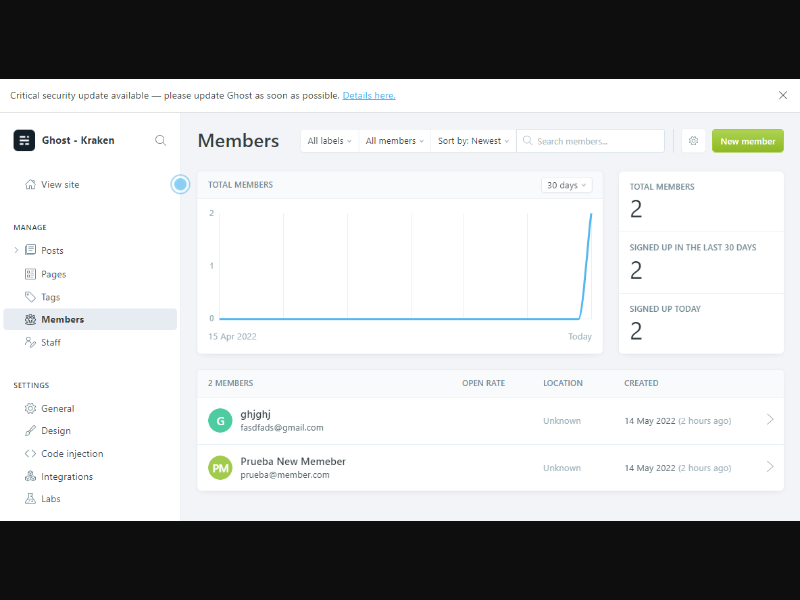 Critical security update available — please update Ghost as soon as possible. Details here.
Ghost - Kraken
View site
MANAGE
Posts
Pages
Tags
Members
Staff
SETTINGS
General
Design
Code injection
Integrations
Labs
Members
All labels
All members
Sort by: Newest
Search members...
New member
TOTAL MEMBERS
30 days
2
1
0
15 Apr 2022
Today
TOTAL MEMBERS
2
SIGNED UP IN THE LAST 30 DAYS
2
SIGNED UP TODAY
2
2 MEMBERS OPEN RATE LOCATION CREATED
G
ghjghj
fasdfads@gmail.com
Unknown
14 May 2022 (2 hours ago)
PM
Prueba New Memeber
prueba@member.com
Unknown
14 May 2022 (2 hours ago)